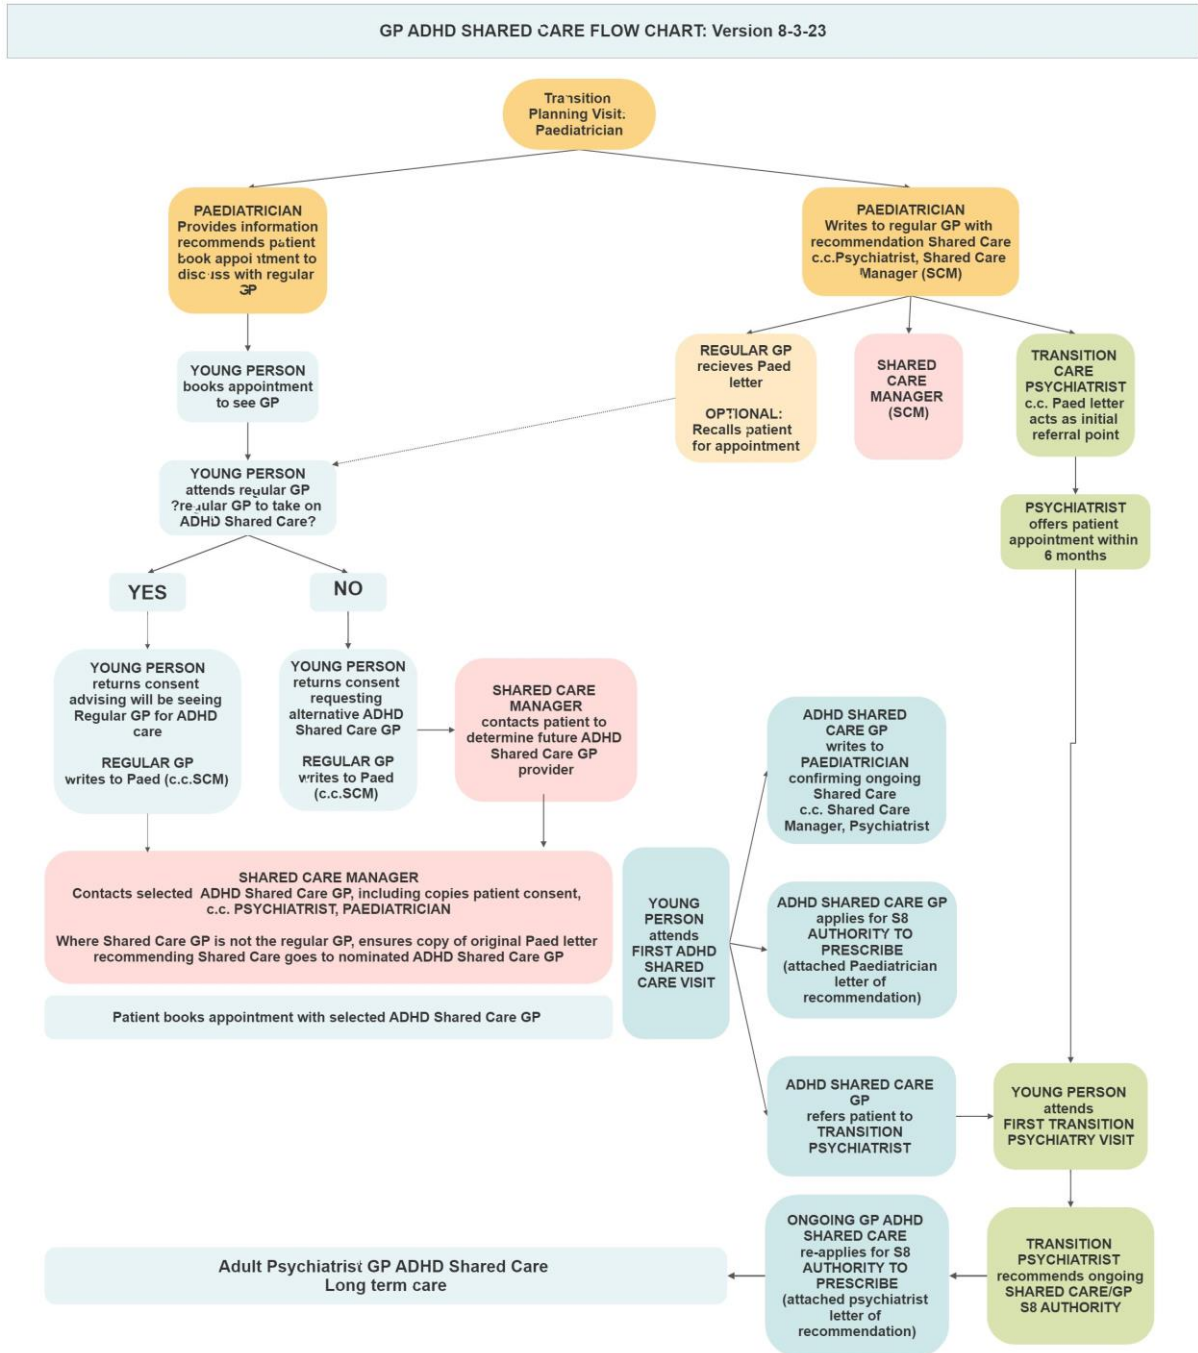 GP ADHD SHARED CARE FLOW CHART: Version 8-3-23
Transition
Planning Visit:
Paediatrician
PAEDIATRICIAN
Provides information
recommends patient
book appointment to
discuss with regular
GP
PAEDIATRICIAN
Writes to regular GP with
recommendation Shared Care
c.c.Psychiatrist, Shared Care
Manager (SCM)
YOUNG PERSON
books appointment
to see GP
REGULAR GP
recieves Paed
letter
OPTIONAL:
Recalls patient
for appointment
SHARED
CARE
MANAGER
(SCM)
TRANSITION
CARE
PSYCHIATRIST
c.c. Paed letter
acts as initial
referral point
YOUNG PERSON
attends regular GP
?regular GP to take on
ADHD Shared Care?
PSYCHIATRIST
offers patient
appointment within
6 months
YES
NO
YOUNG PERSON
returns consent
advising will be seeing
Regular GP for ADHD
care
REGULAR GP
writes to Paed (c.c.SCM)
YOUNG PERSON
returns consent
requesting
alternative ADHD
Shared Care GP
REGULAR GP
writes to Paed
(c.c.SCM)
SHARED CARE
MANAGER
contacts patient to
determine future ADHD
Shared Care GP
provider
SHARED CARE MANAGER
Contacts selected ADHD Shared Care GP, including copies patient consent,
c.c. PSYCHIATRIST, PAEDIATRICIAN
Where Shared Care GP is not the regular GP, ensures copy of original Paed letter
recommending Shared Care goes to nominated ADHD Shared Care GP
Patient books appointment with selected ADHD Shared Care GP
YOUNG
PERSON
attends
FIRST ADHD
SHARED
CARE VISIT
ADHD SHARED
CARE GP
writes to
PAEDIATRICIAN
confirming ongoing
Shared Care
c.c. Shared Care
Manager, Psychiatrist
ADHD SHARED CARE GP
applies for S8
AUTHORITY TO
PRESCRIBE
(attached Paediatrician
letter of
recommendation)
ADHD SHARED CARE
GP
refers patient to
TRANSITION
PSYCHIATRIST
YOUNG PERSON
attends
FIRST TRANSITION
PSYCHIATRY VISIT
TRANSITION
PSYCHIATRIST
recommends ongoing
SHARED CARE/GP
S8 AUTHORITY
ONGOING GP ADHD
SHARED CARE
re-applies for S8
AUTHORITY TO
PRESCRIBE
(attached psychiatrist
letter of
recommendation)
Adult Psychiatrist GP ADHD Shared Care
Long term care